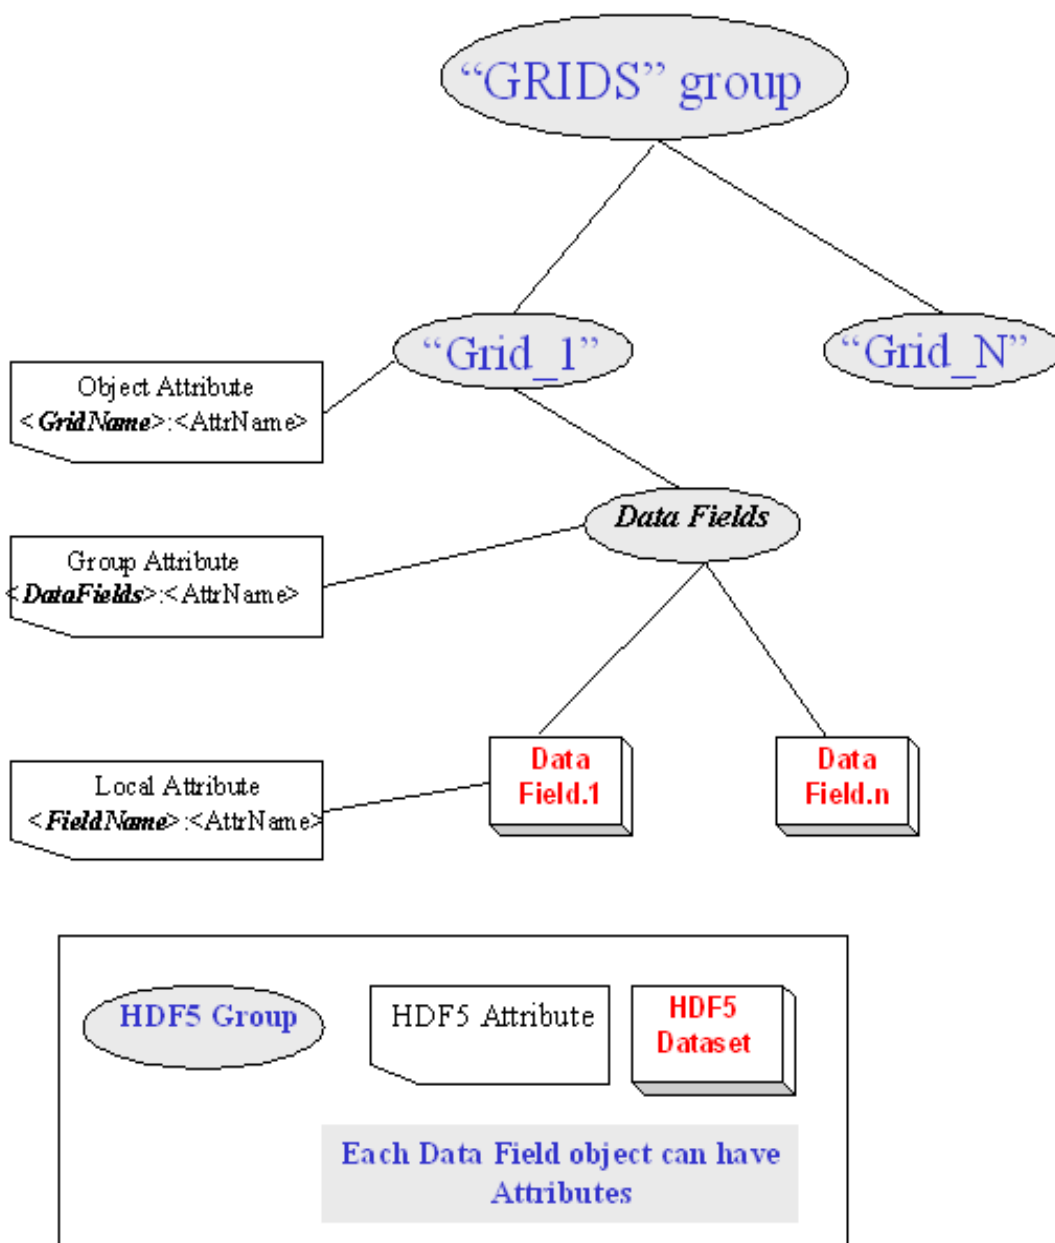 “GRIDS” group
“Grid_1”
“Grid_N”
Object Attribute
<GridName>:<AttrName>
Data Fields
Group Attribute
<DataFields>:<AttrName>
Data
Field.1
Data
Field.n
Local Attribute
<FieldName>:<AttrName>
HDF5 Group
HDF5 Attribute
HDF5
Dataset
Each Data Field object can have
Attributes